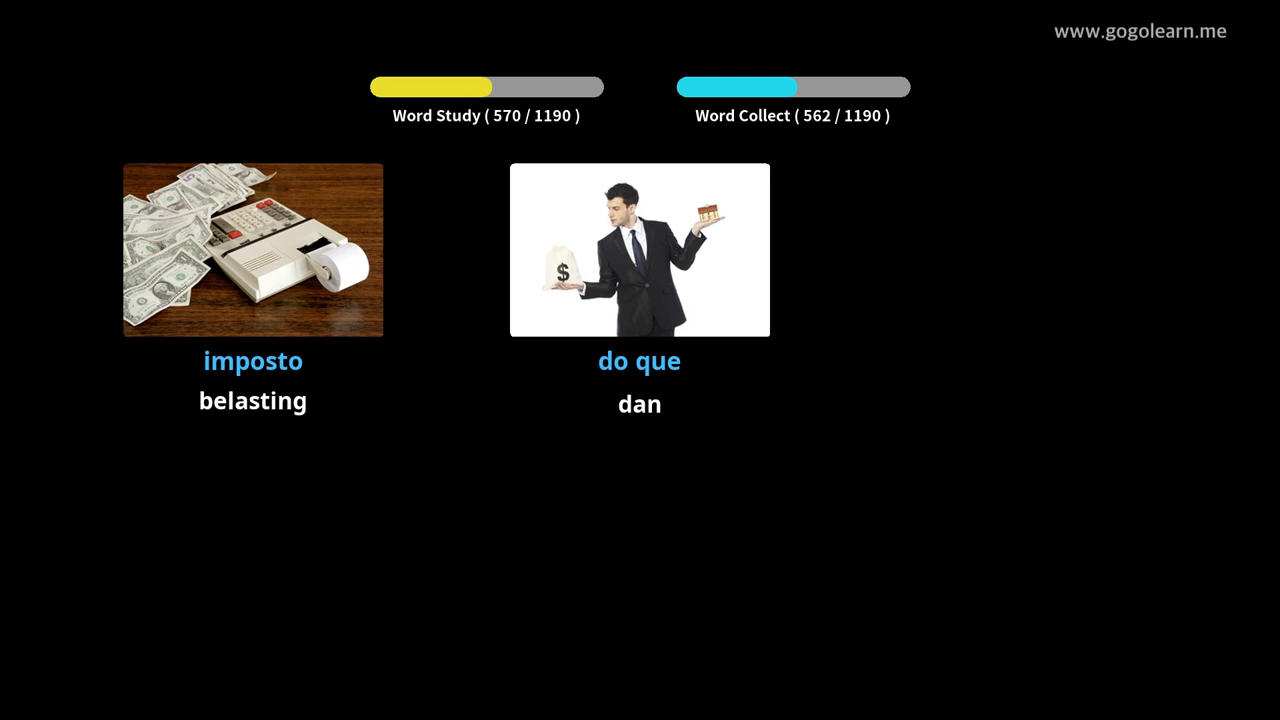 www.gogolearn.me
Word Study ( 570 / 1190 )
Word Collect ( 562 / 1190 )
$
imposto
belasting
do que
dan